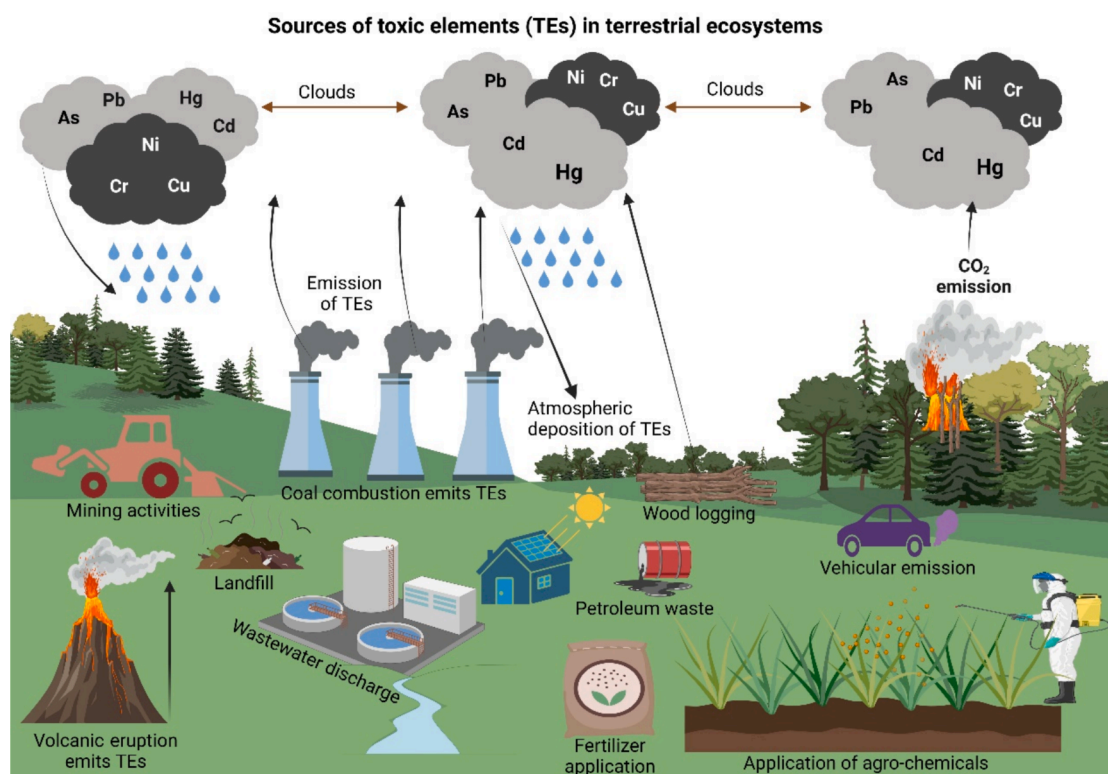 Sources of toxic elements (TEs) in terrestrial ecosystems
As
Pb
Hg
Cd
Ni
Cr
Cu
Clouds
Pb
As
Ni
Cr
Cu
Cd
Hg
Clouds
As
Pb
Ni
Cr
Cu
Cd
Hg
Emission
of TEs
CO₂
emission
Atmospheric
deposition of TEs
Mining activities
Coal combustion emits TEs
Wood logging
Landfill
Vehicular emission
Petroleum waste
Wastewater discharge
Volcanic eruption
emits TEs
Fertilizer
application
Application of agro-chemicals